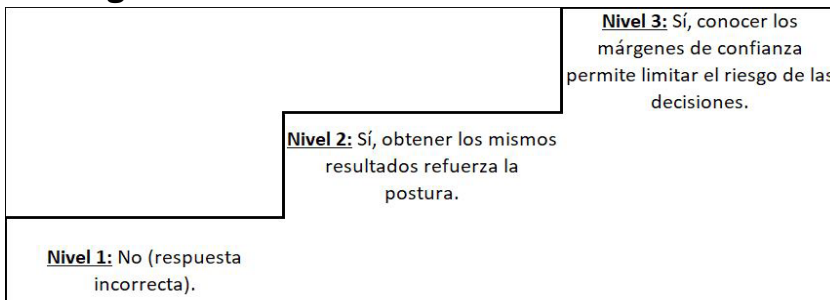 Nivel 3: Sí, conocer los
márgenes de confianza
permite limitar el riesgo de las
decisiones.
Nivel 2: Sí, obtener los mismos
resultados refuerza la
postura.
Nivel 1: No (respuesta
incorrecta).